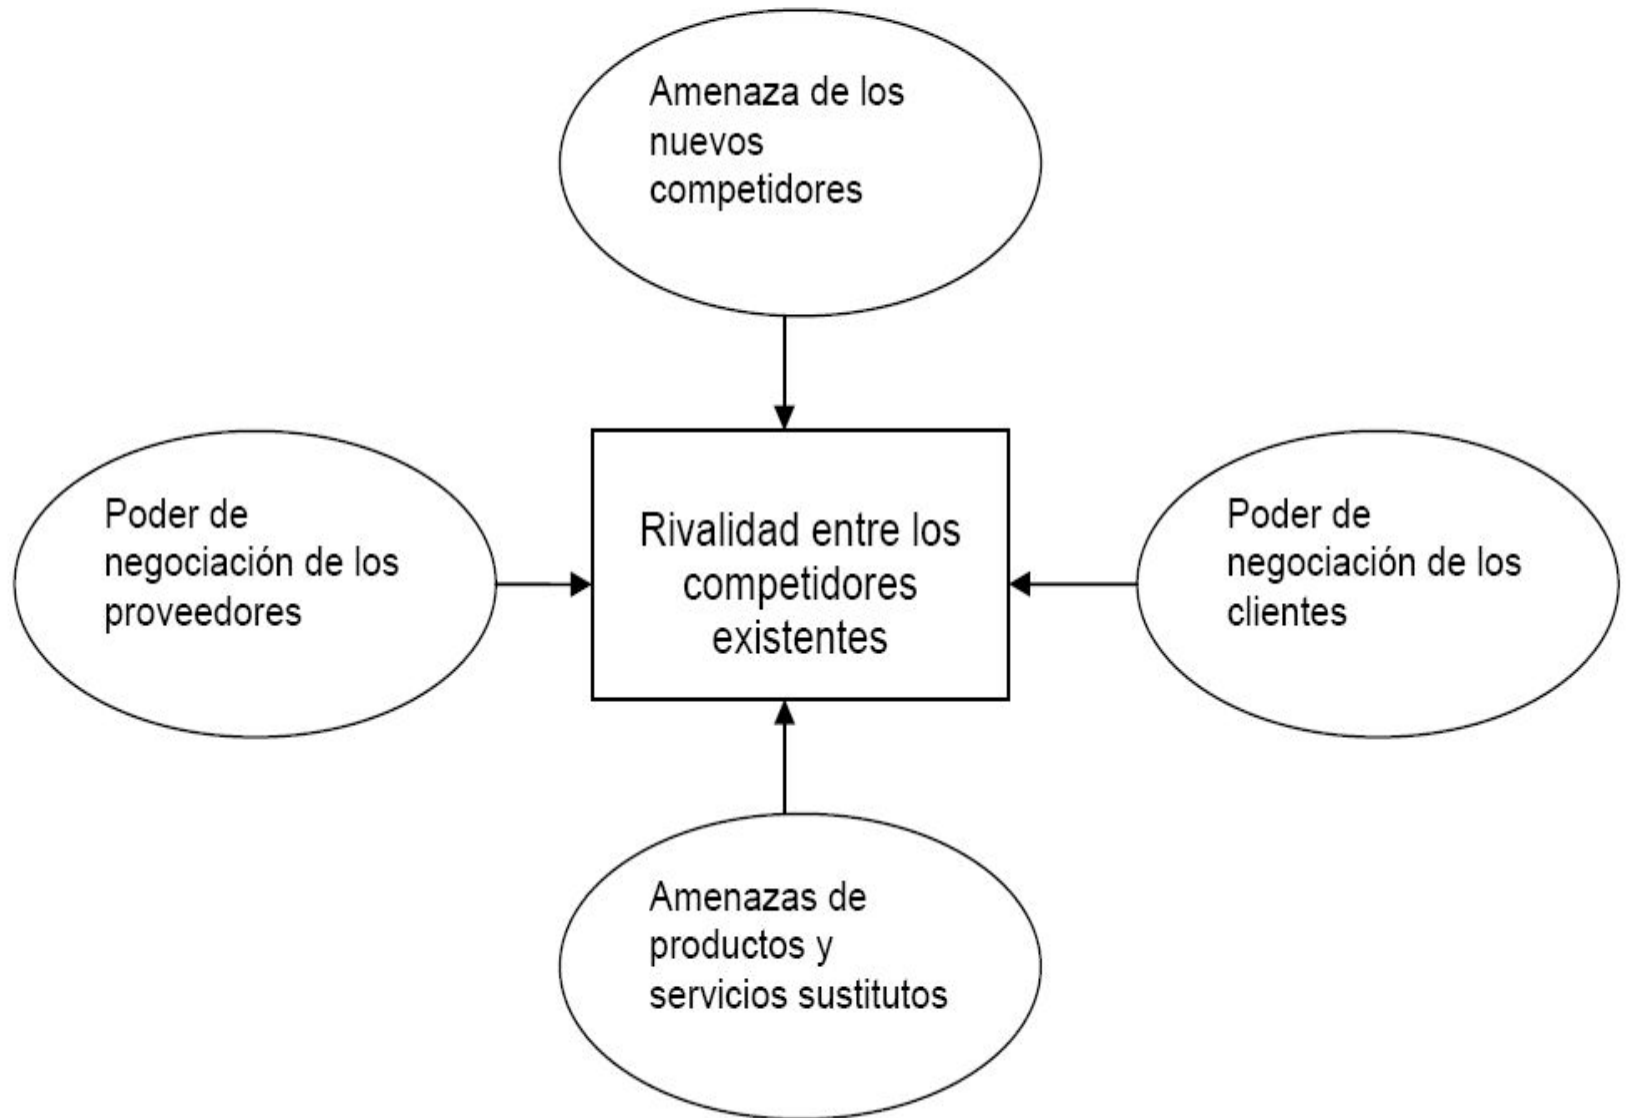 Amenaza de los
nuevos
competidores
Poder de
negociación de los
proveedores
Rivalidad entre los
competidores
existentes
Poder de
negociación de los
clientes
Amenazas de
productos y
servicios sustitutos